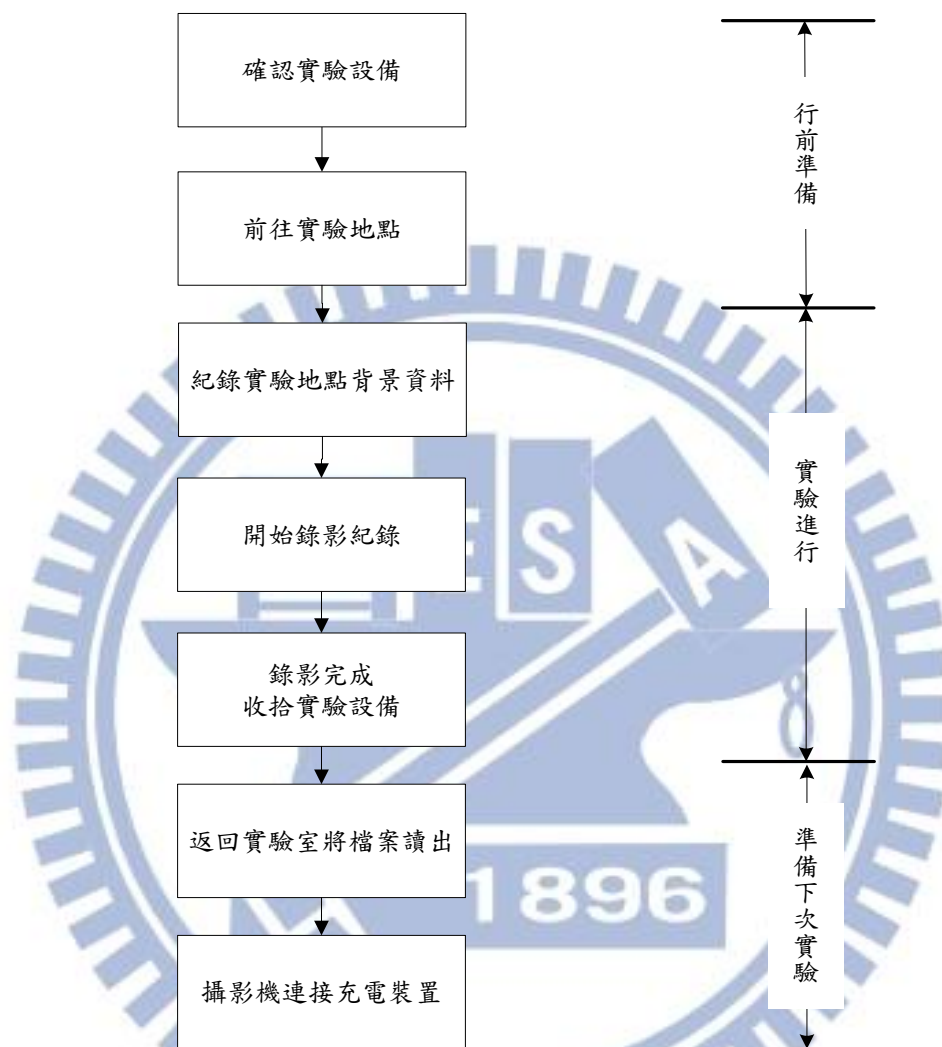 確認實驗設備
前往實驗地點
紀錄實驗地點背景資料
開始錄影紀錄
錄影完成
收拾實驗設備
返回實驗室將檔案讀出
攝影機連接充電裝置
行前準備
實驗進行
準備下次實驗
E S A
1896